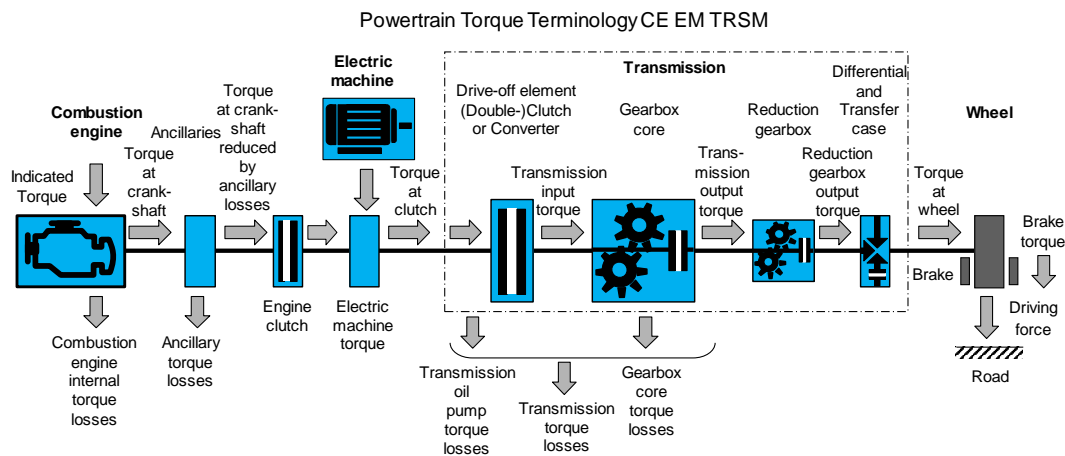 Powertrain Torque Terminology CE EM TRSM
Combustion
engine
Indicated
Torque
Torque
at
crank-
shaft
Ancillaries
Torque
at crank-
shaft
reduced
by
ancillary
losses
Electric
machine
Torque
at
clutch
Transmission
Drive-off element
(Double-)Clutch
or Converter
Transmission
input
torque
Gearbox
core
Trans-
mission
output
torque
Reduction
gearbox
Reduction
gearbox
output
torque
Differential
and
Transfer
case
Torque
at
wheel
Wheel
Brake
Brake
torque
Driving
force
Road
Combustion
engine
internal
torque
losses
Ancillary
torque
losses
Engine
clutch
Electric
machine
torque
Transmission
oil
pump
torque
losses
Transmission
torque
losses
Gearbox
core
torque
losses